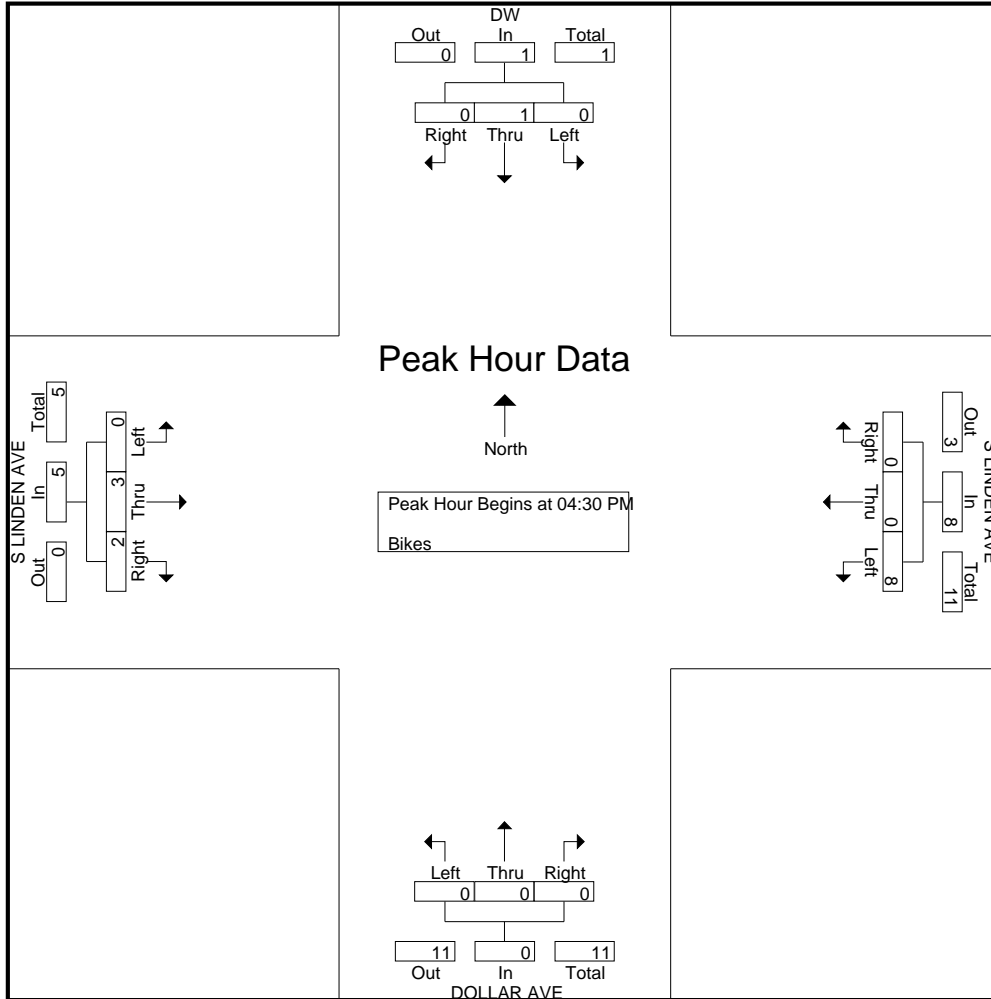 DW
Out In Total
0 1 1
0 1 0
Right Thru Left
Peak Hour Data
North
Peak Hour Begins at 04:30 PM
Bikes
S LINDEN AVE
Total In Out
5 5 0
0 3 2
Left Thru Right
Right Thru Left
0 0 8
Out In Total
3 8 11
S LINDEN AVE
Left Thru Right
0 0 0
11 0 11
Out In Total
DOLLAR AVE